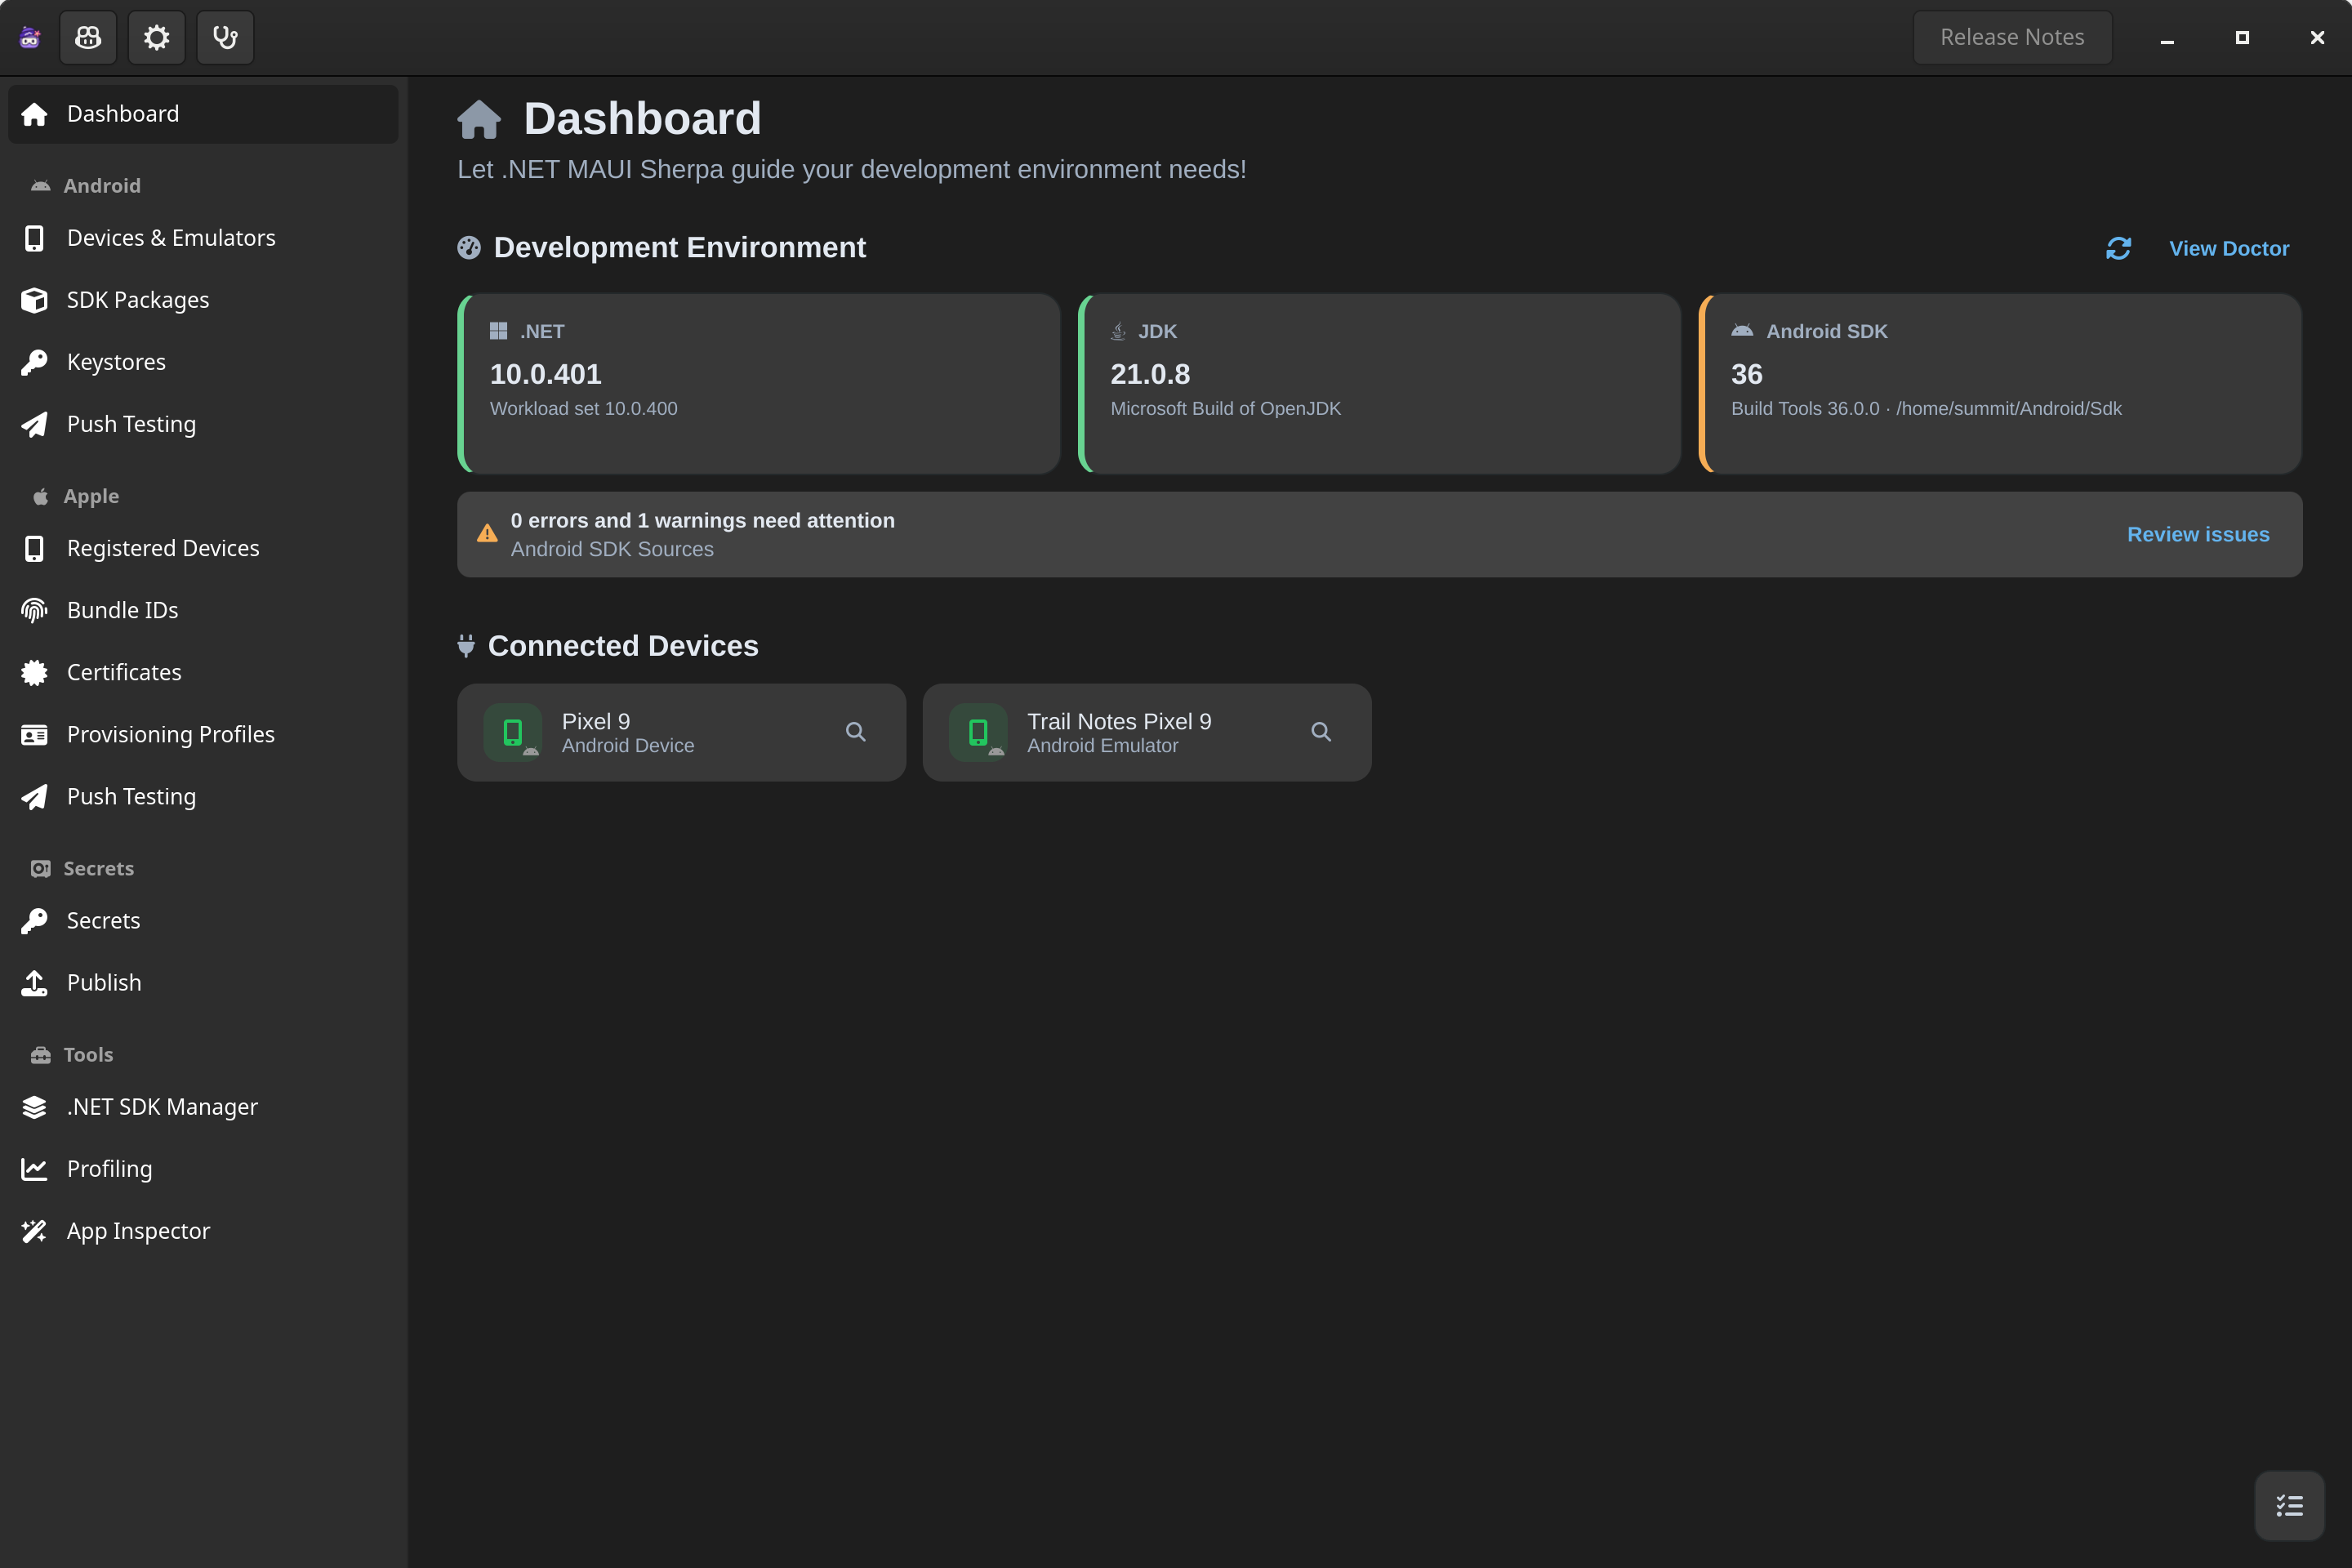 Release Notes
Dashboard
Android
Devices & Emulators
SDK Packages
Keystores
Push Testing
Apple
Registered Devices
Bundle IDs
Certificates
Provisioning Profiles
Push Testing
Secrets
Secrets
Publish
Tools
.NET SDK Manager
Profiling
App Inspector
Dashboard
Let .NET MAUI Sherpa guide your development environment needs!
Development Environment
View Doctor
.NET
10.0.401
Workload set 10.0.400
JDK
21.0.8
Microsoft Build of OpenJDK
Android SDK
36
Build Tools 36.0.0 · /home/summit/Android/Sdk
0 errors and 1 warnings need attention
Android SDK Sources
Review issues
Connected Devices
Pixel 9
Android Device
Trail Notes Pixel 9
Android Emulator